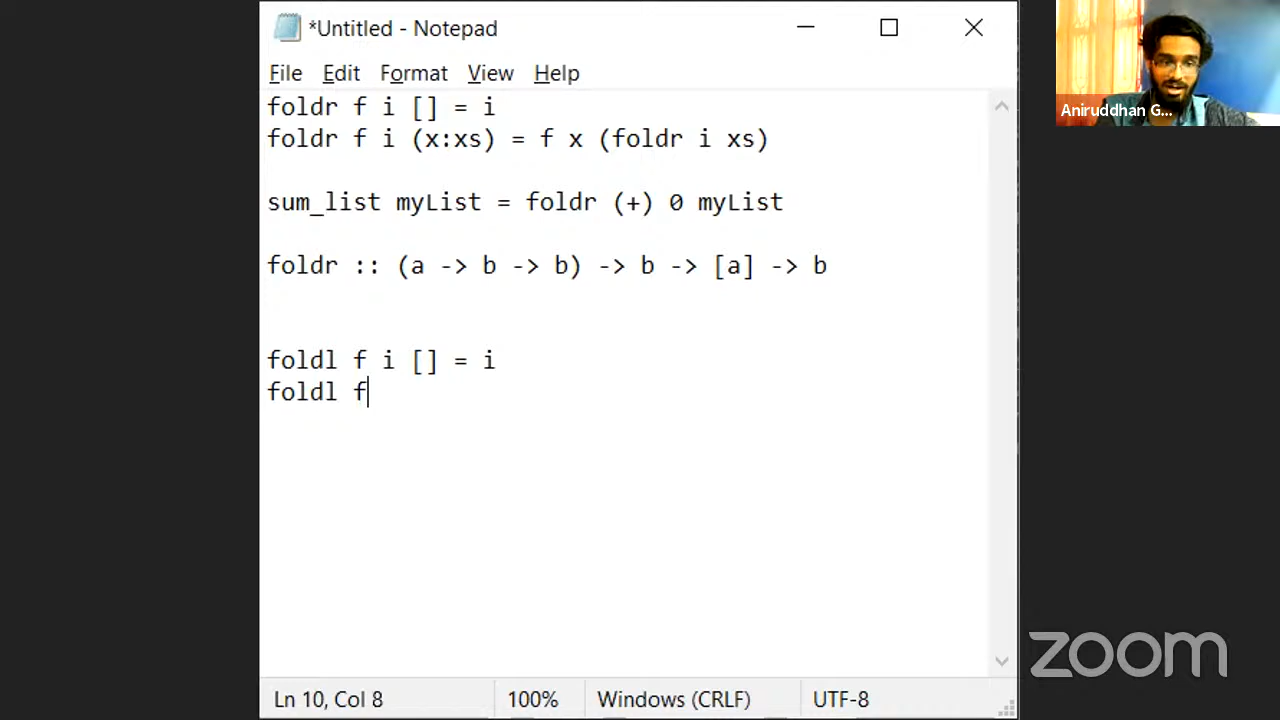 *Untitled - Notepad
File Edit Format View Help
foldr f i [] = i
foldr f i (x:xs) = f x (foldr i xs)
sum_list myList = foldr (+) 0 myList
foldr :: (a -> b -> b) -> b -> [a] -> b
foldl f i [] = i
foldl f
Ln 10, Col 8
100%
Windows (CRLF)
UTF-8
Aniruddhan G...
zoom